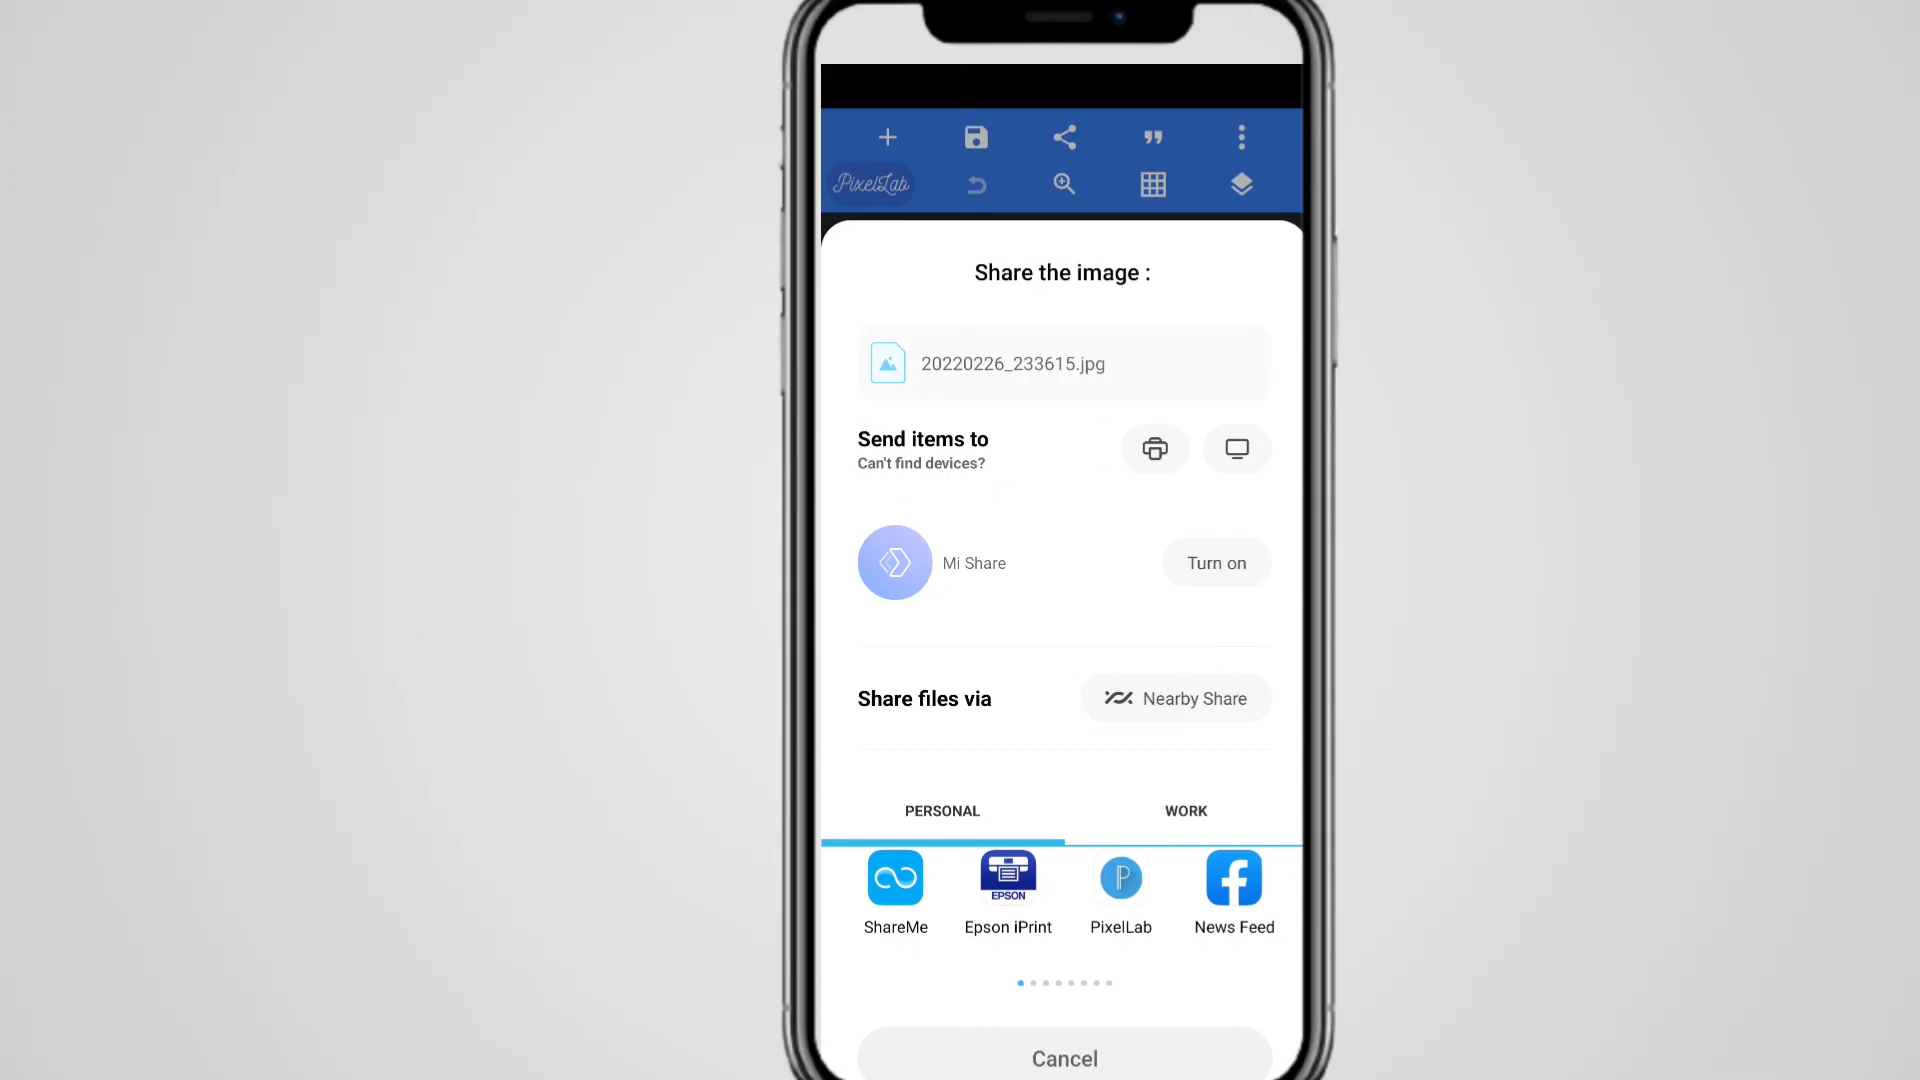 PixelLab
Share the image :
20220226_233615.jpg
Send items to
Can't find devices?
Mi Share
Turn on
Share files via
Nearby Share
PERSONAL
WORK
EPSON
ShareMe
Epson iPrint
PixelLab
News Feed
Cancel